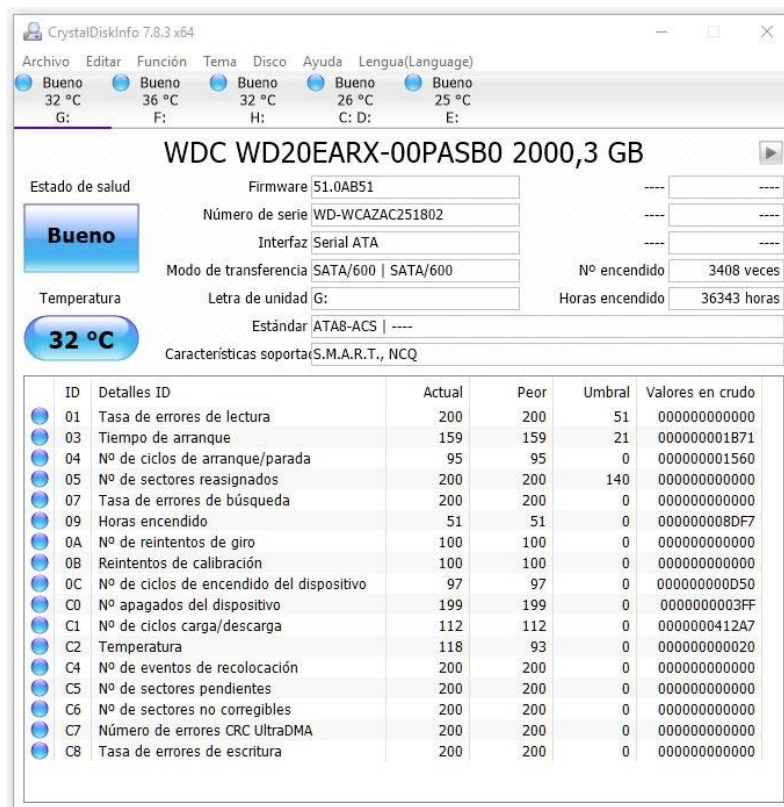 CrystalDiskInfo 7.8.3 x64
Archivo Editar Función Tema Disco Ayuda Lengua(Language)
Bueno Bueno Bueno Bueno Bueno
32 °C 36 °C 32 °C 26 °C 25 °C
G: F: H: C: D: E:
WDC WD20EARX-00PASB0 2000,3 GB
Estado de salud
Bueno
Temperatura
32 °C
Firmware 51.0AB51 ---- ----
Número de serie WD-WCAZAC251802 ---- ----
Interfaz Serial ATA ---- ----
Modo de transferencia SATA/600 | SATA/600 Nº encendido 3408 veces
Letra de unidad G: Horas encendido 36343 horas
Estándar ATA8-ACS | ----
Características soportac S.M.A.R.T., NCQ
ID Detalles ID Actual Peor Umbral Valores en crudo
01 Tasa de errores de lectura 200 200 51 000000000000
03 Tiempo de arranque 159 159 21 000000001B71
04 Nº de ciclos de arranque/parada 95 95 0 000000001560
05 Nº de sectores reasignados 200 200 140 000000000000
07 Tasa de errores de búsqueda 200 200 0 000000000000
09 Horas encendido 51 51 0 000000008DF7
0A Nº de reintentos de giro 100 100 0 000000000000
0B Reintentos de calibración 100 100 0 000000000000
0C Nº de ciclos de encendido del dispositivo 97 97 0 000000000D50
C0 Nº apagados del dispositivo 199 199 0 0000000003FF
C1 Nº de ciclos carga/descarga 112 112 0 0000000412A7
C2 Temperatura 118 93 0 000000000020
C4 Nº de eventos de recolocación 200 200 0 000000000000
C5 Nº de sectores pendientes 200 200 0 000000000000
C6 Nº de sectores no corregibles 200 200 0 000000000000
C7 Número de errores CRC UltraDMA 200 200 0 000000000000
C8 Tasa de errores de escritura 200 200 0 000000000000